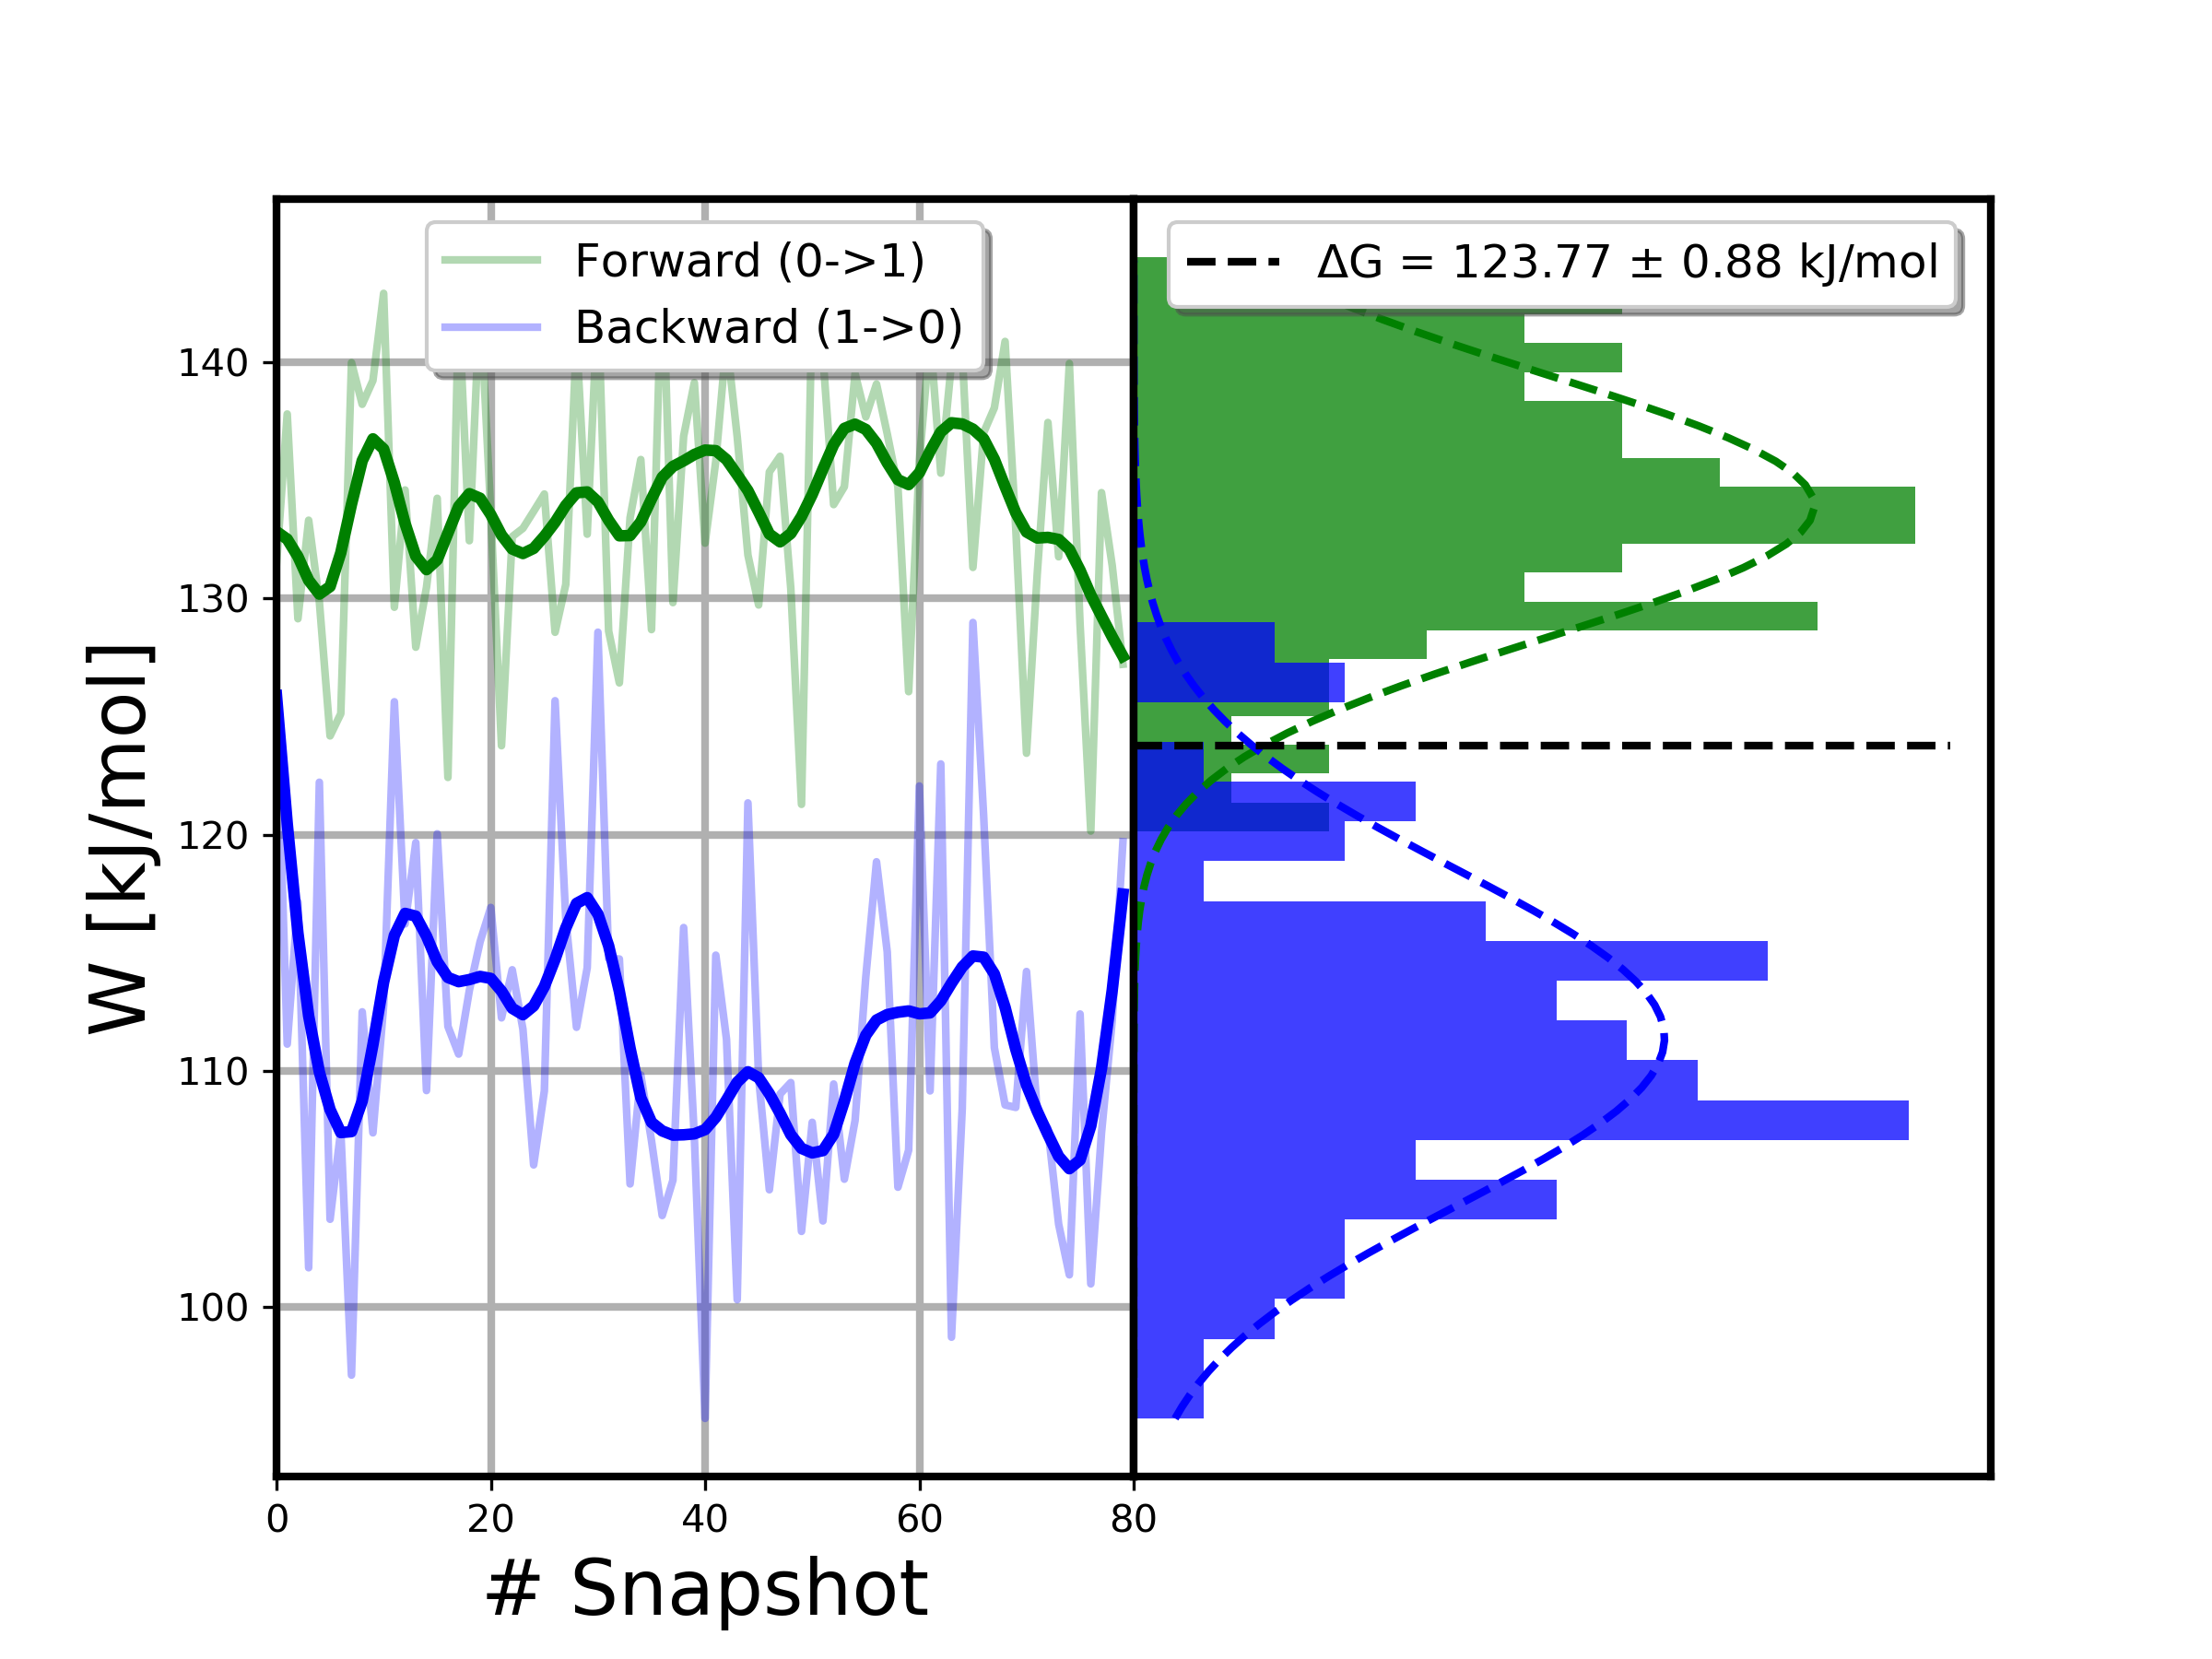 Forward (0->1)
Backward (1->0)
ΔG = 123.77 ± 0.88 kJ/mol
W [kJ/mol]
140
130
120
110
100
0 20 40 60 80
# Snapshot